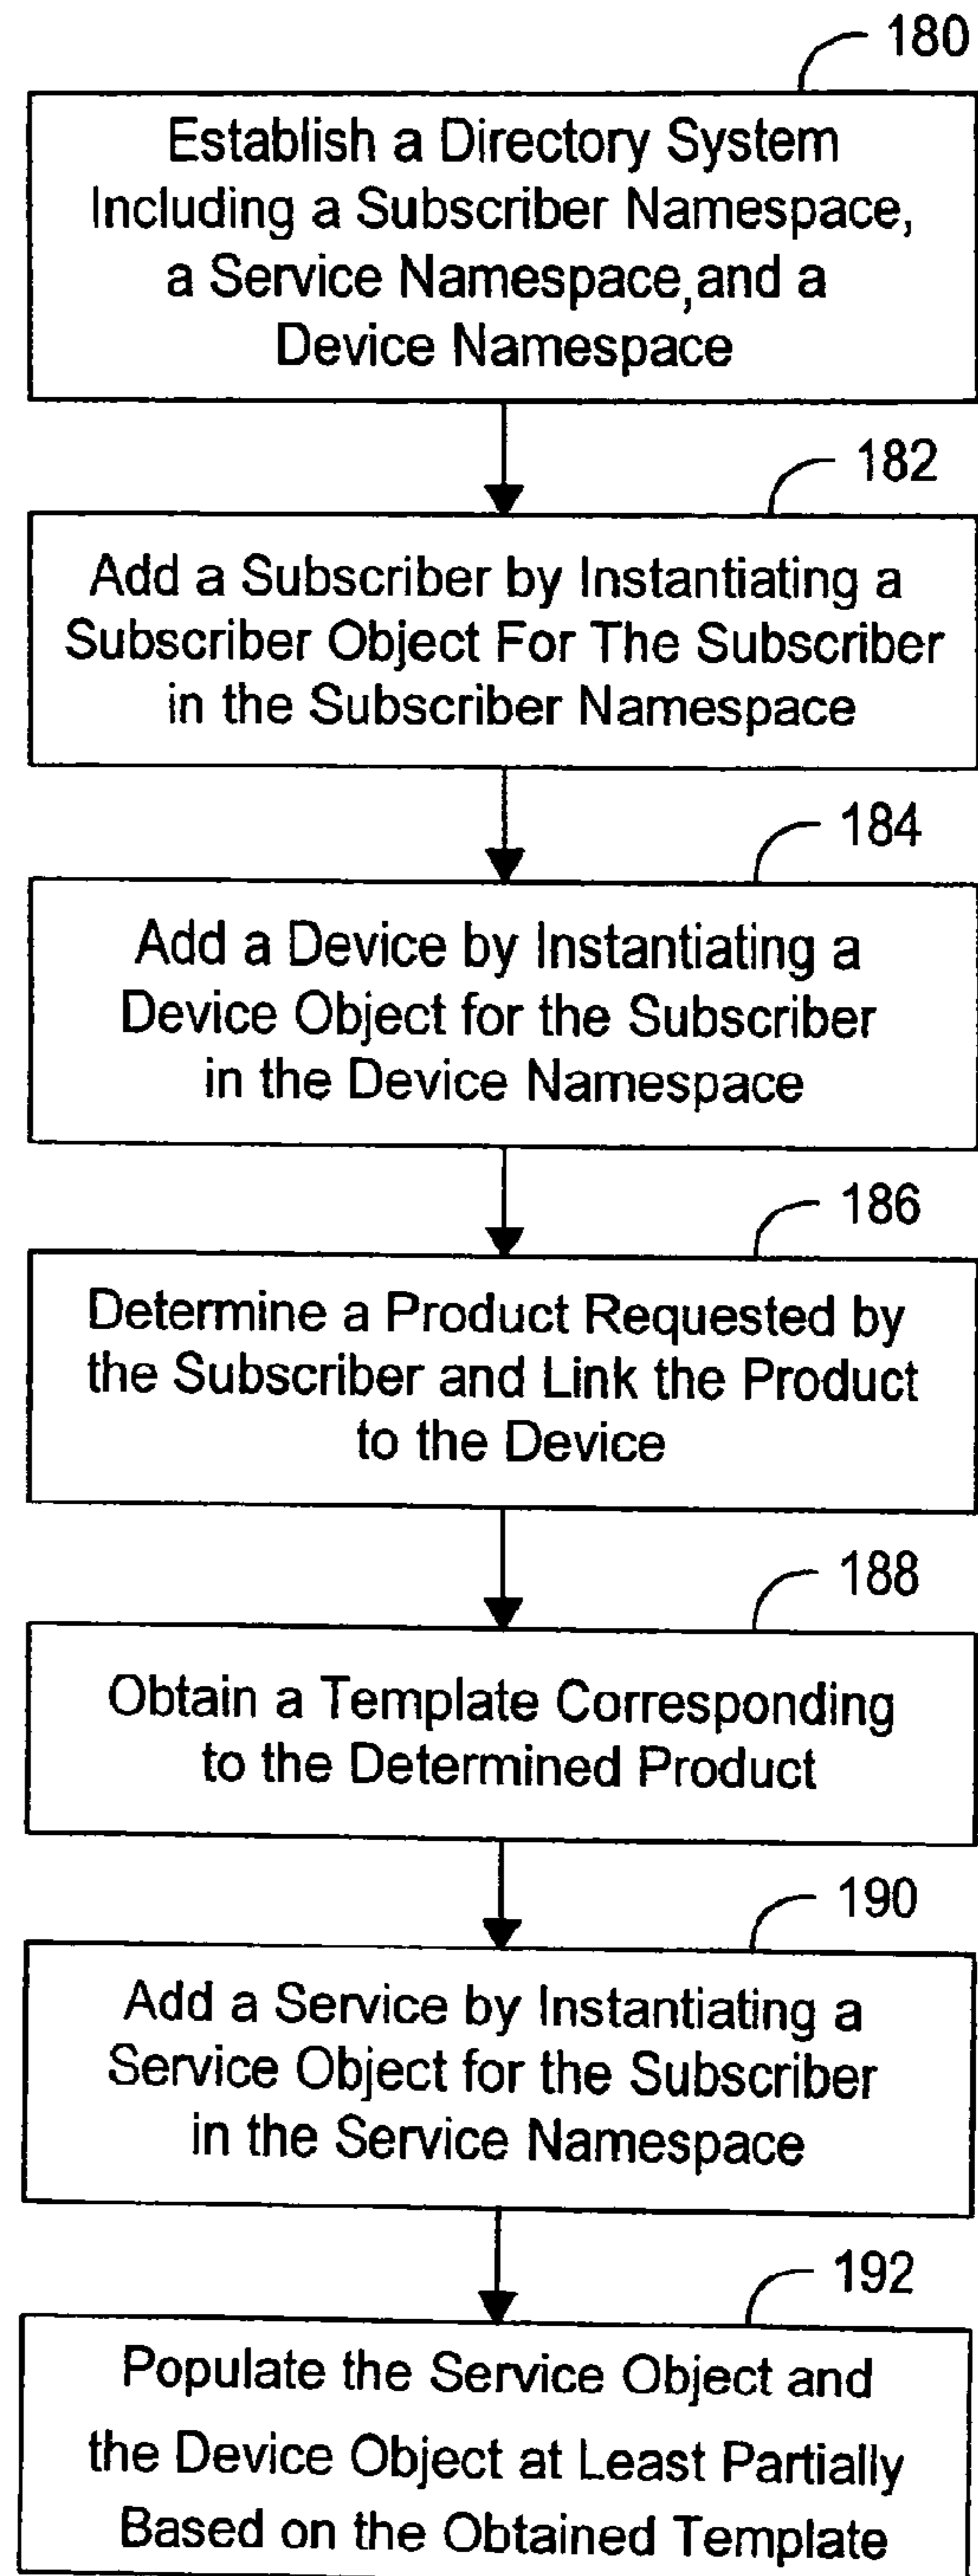 180
Establish a Directory System
Including a Subscriber Namespace,
a Service Namespace,and a
Device Namespace
182
Add a Subscriber by Instantiating a
Subscriber Object For The Subscriber
in the Subscriber Namespace
184
Add a Device by Instantiating a
Device Object for the Subscriber
in the Device Namespace
186
Determine a Product Requested by
the Subscriber and Link the Product
to the Device
188
Obtain a Template Corresponding
to the Determined Product
190
Add a Service by Instantiating a
Service Object for the Subscriber
in the Service Namespace
192
Populate the Service Object and
the Device Object at Least Partially
Based on the Obtained Template